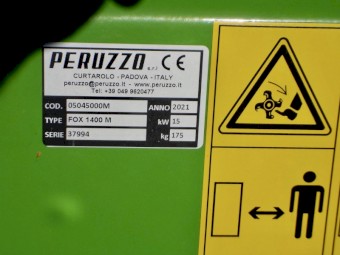 PERUZZO s.r.l. CE
CURTAROLO - PADOVA - ITALY
peruzzo@peruzzo.it - www.peruzzo.it
Tel. +39 049 9620477
COD. 05045000M ANNO 2021
TYPE FOX 1400 M kW 15
SERIE 37994 kg 175